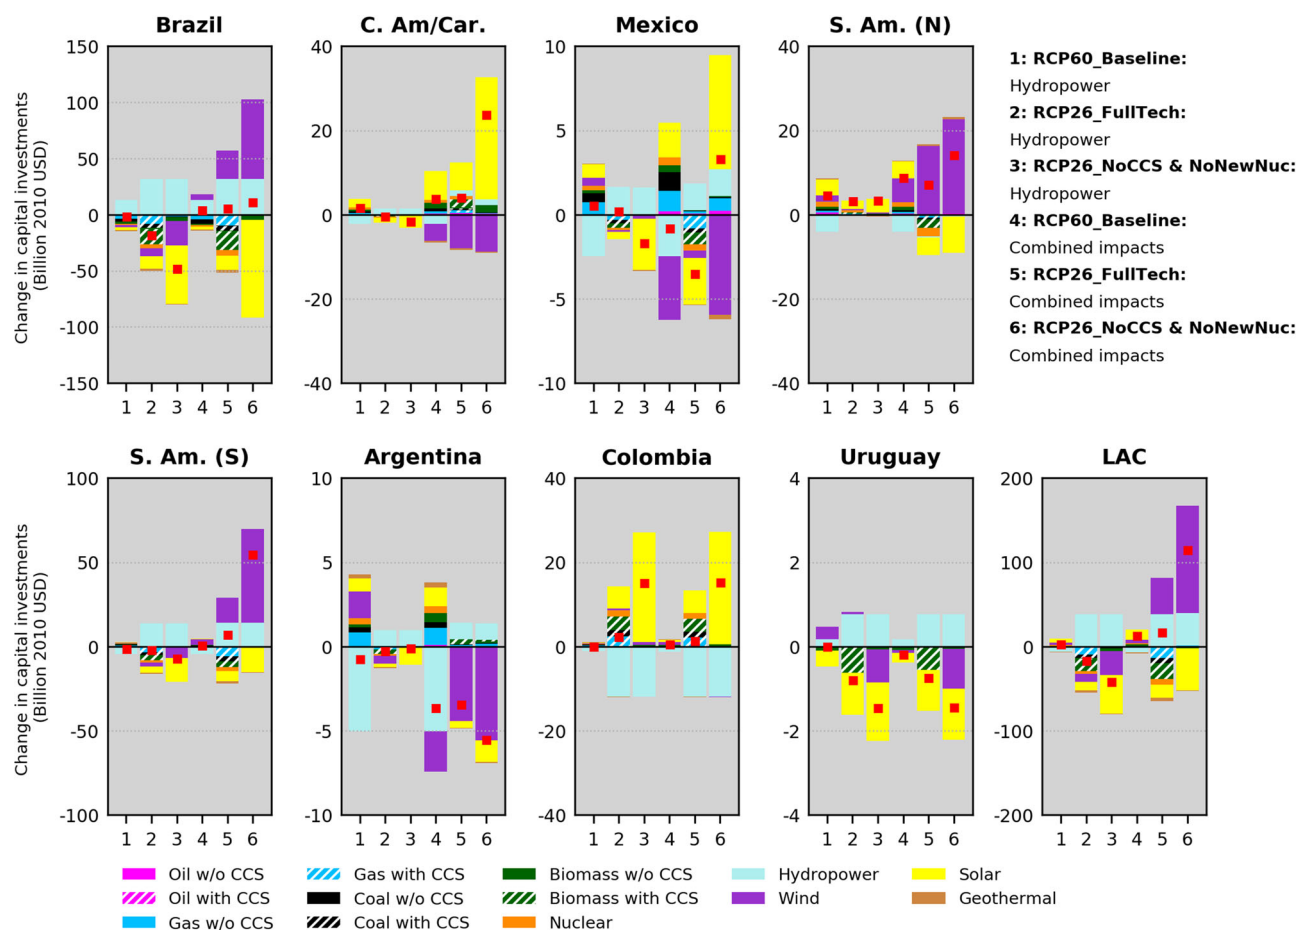 Brazil
C. Am/Car.
Mexico
S. Am. (N)
Change in capital investments
(Billion 2010 USD)
150
100
50
0
-50
-100
-150
1 2 3 4 5 6
40
20
0
-20
-40
1 2 3 4 5 6
10
5
0
-5
-10
1 2 3 4 5 6
40
20
0
-20
-40
1 2 3 4 5 6
1: RCP60_Baseline:
Hydropower
2: RCP26_FullTech:
Hydropower
3: RCP26_NoCCS & NoNewNuc:
Hydropower
4: RCP60_Baseline:
Combined impacts
5: RCP26_FullTech:
Combined impacts
6: RCP26_NoCCS & NoNewNuc:
Combined impacts
S. Am. (S)
Argentina
Colombia
Uruguay
LAC
Change in capital investments
(Billion 2010 USD)
100
50
0
-50
-100
1 2 3 4 5 6
10
5
0
-5
-10
1 2 3 4 5 6
40
20
0
-20
-40
1 2 3 4 5 6
4
2
0
-2
-4
1 2 3 4 5 6
200
100
0
-100
-200
1 2 3 4 5 6
Oil w/o CCS
Oil with CCS
Gas w/o CCS
Gas with CCS
Coal w/o CCS
Coal with CCS
Biomass w/o CCS
Biomass with CCS
Nuclear
Hydropower
Wind
Solar
Geothermal